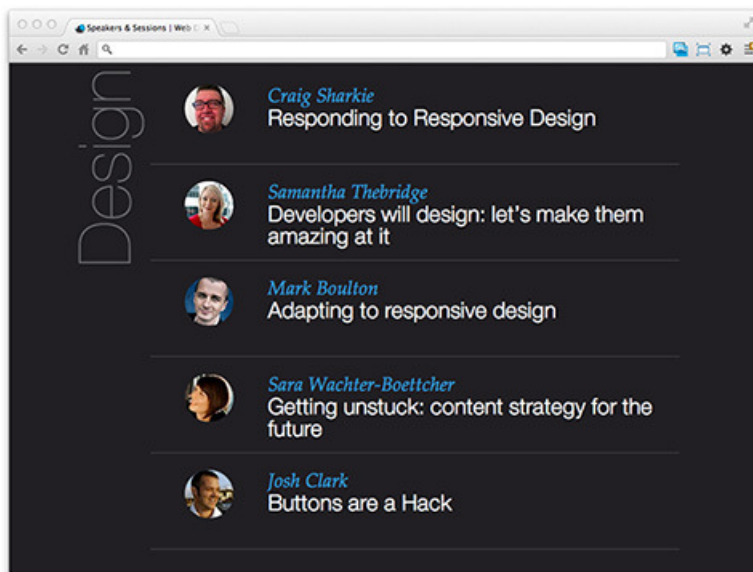 Speakers & Sessions | Web D
Design
Craig Sharkie
Responding to Responsive Design
Samantha Thebridge
Developers will design: let's make them
amazing at it
Mark Boulton
Adapting to responsive design
Sara Wachter-Boettcher
Getting unstuck: content strategy for the
future
Josh Clark
Buttons are a Hack